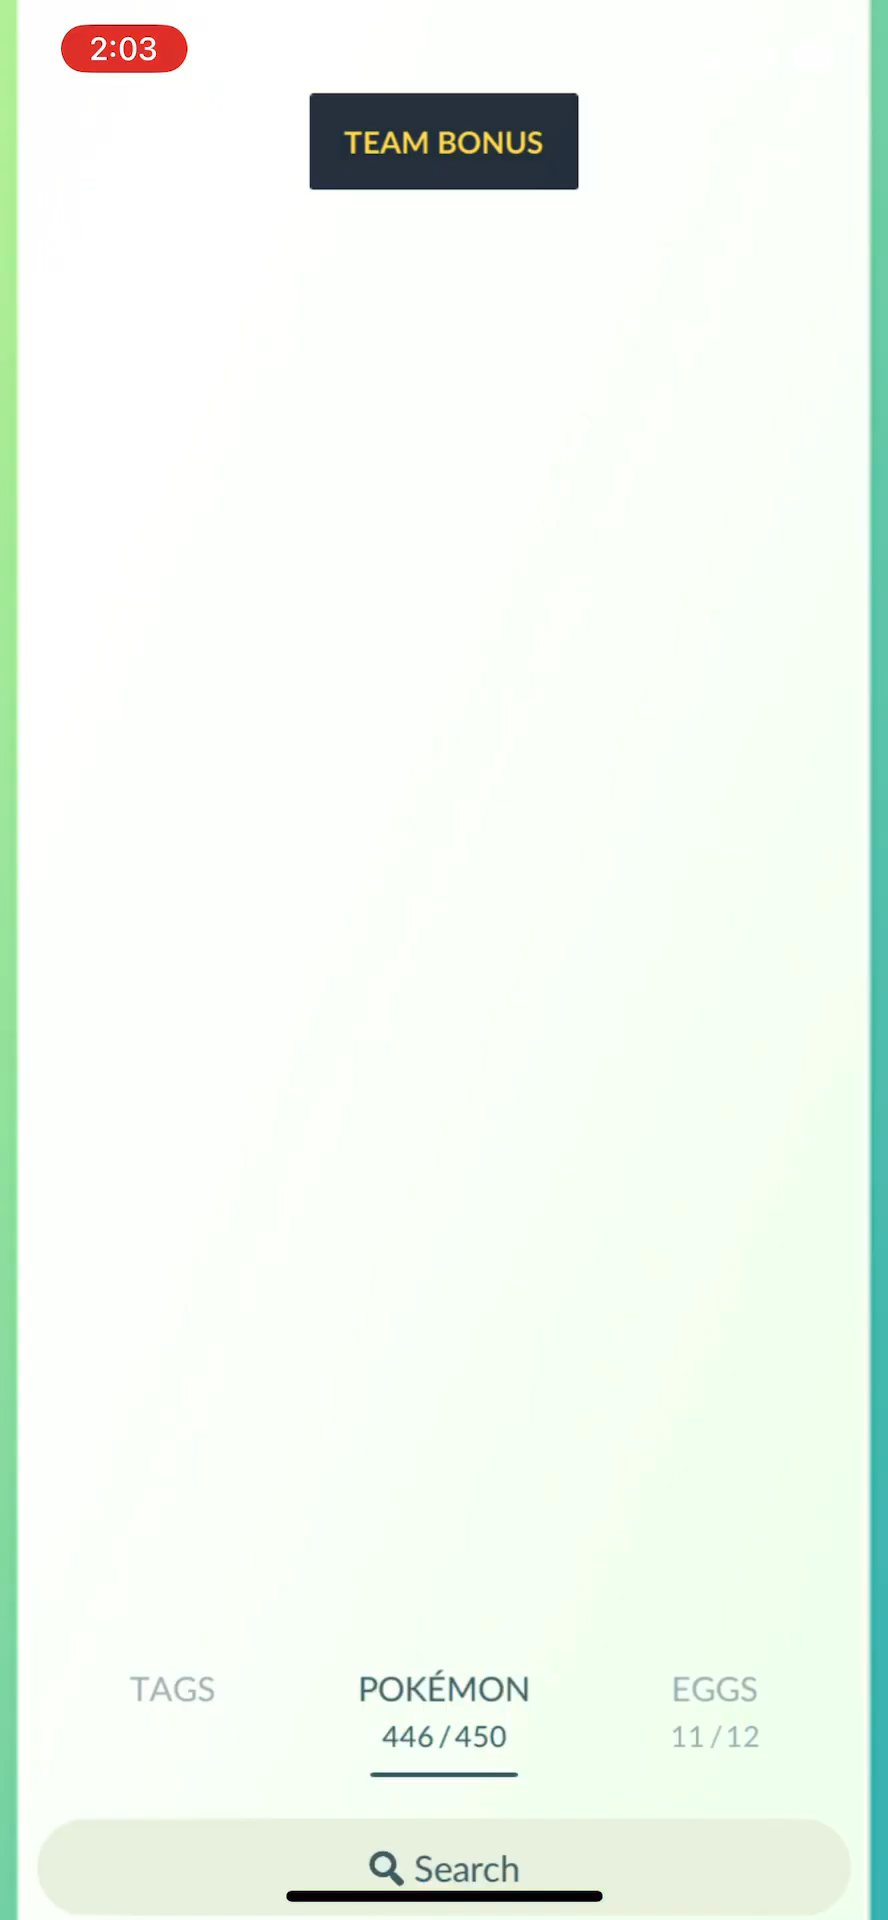 2:03
TEAM BONUS
TAGS
POKÉMON
446/450
EGGS
11/12
Search